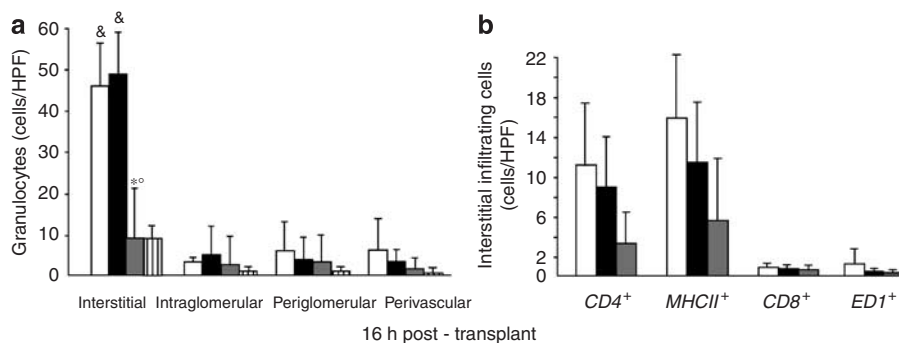 a
&
&
*°
Granulocytes (cells/HPF)
60
50
40
30
20
10
0
Interstitial Intraglomerular Periglomerular Perivascular
b
Interstitial infiltrating cells
(cells/HPF)
22
18
14
10
6
2
0
CD4+ MHCII+ CD8+ ED1+
16 h post - transplant